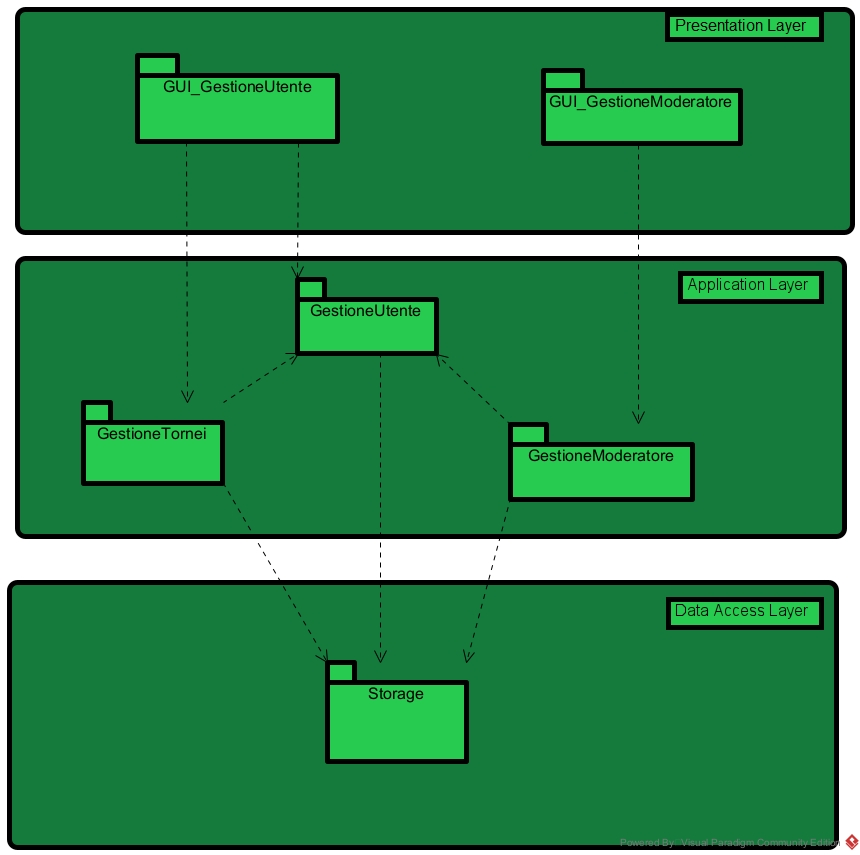 Presentation Layer
GUI_GestioneUtente
GUI_GestioneModeratore
Application Layer
GestioneUtente
GestioneTornei
GestioneModeratore
Data Access Layer
Storage
Powered By Visual Paradigm Community Edition